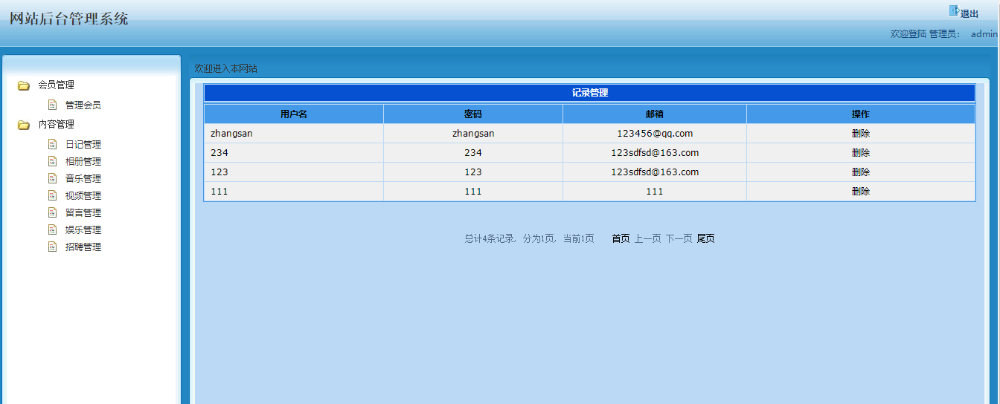 网站后台管理系统
退出
欢迎登陆 管理员： admin
欢迎进入本网站
会员管理
管理会员
内容管理
日记管理
相册管理
音乐管理
视频管理
留言管理
娱乐管理
招聘管理
记录管理
用户名 密码 邮箱 操作
zhangsan zhangsan 123456@qq.com 删除
234 234 123sdfsd@163.com 删除
123 123 123sdfsd@163.com 删除
111 111 111 删除
总计4条记录，分为1页，当前1页 首页 上一页 下一页 尾页